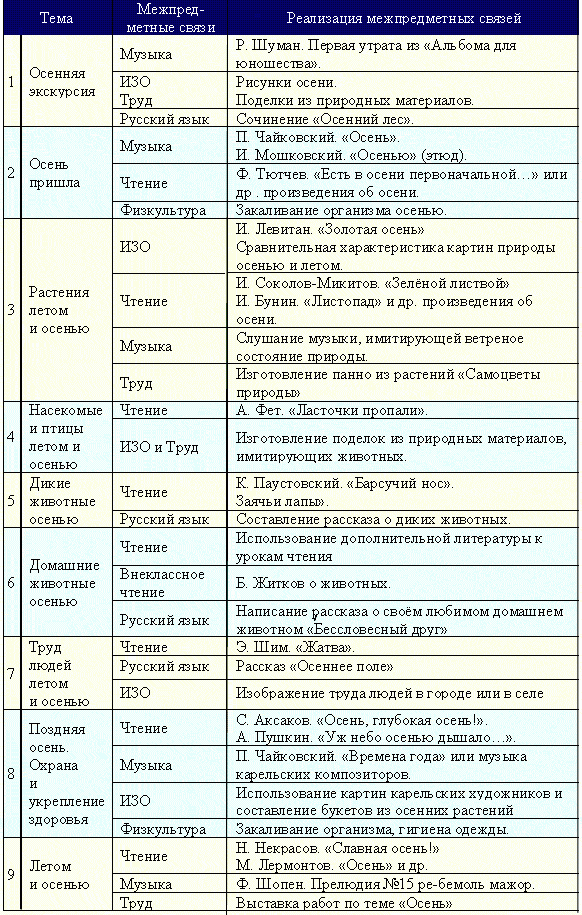 Тема
Межпред-
метные связи
Реализация межпредметных связей
1
Осенняя
экскурсия
Музыка
Р. Шуман. Первая утрата из «Альбома для
юношества».
ИЗО
Рисунки осени.
Труд
Поделки из природных материалов.
Русский язык
Сочинение «Осенний лес».
2
Осень
пришла
Музыка
П. Чайковский. «Осень».
И. Мошковский. «Осенью» (этюд).
Чтение
Ф. Тютчев. «Есть в осени первоначальной…» или
др . произведения об осени.
Физкультура
Закаливание организма осенью.
3
Растения
летом
и осенью
ИЗО
И. Левитан. «Золотая осень»
Сравнительная характеристика картин природы
осенью и летом.
Чтение
И. Соколов-Микитов. «Зелёной листвой»
И. Бунин. «Листопад» и др. произведения об
осени.
Музыка
Слушание музыки, имитирующей ветреное
состояние природы.
Труд
Изготовление панно из растений «Самоцветы
природы»
4
Насекомые
и птицы
летом и
осенью
Чтение
А. Фет. «Ласточки пропали».
ИЗО и Труд
Изготовление поделок из природных материалов,
имитирующих животных.
5
Дикие
животные
осенью
Чтение
К. Паустовский. «Барсучий нос».
Заячьи лапы».
Русский язык
Составление рассказа о диких животных.
6
Домашние
животные
осенью
Чтение
Использование дополнительной литературы к
урокам чтения
Внеклассное
чтение
Б. Житков о животных.
Русский язык
Написание рассказа о своём любимом домашнем
животном «Бессловесный друг»
7
Труд
людей
летом
и осенью
Чтение
Э. Шим. «Жатва».
Русский язык
Рассказ «Осеннее поле»
ИЗО
Изображение труда людей в городе или в селе
8
Поздняя
осень.
Охрана
и
укрепление
здоровья
Чтение
С. Аксаков. «Осень, глубокая осень!».
А. Пушкин. «Уж небо осенью дышало…».
Музыка
П. Чайковский. «Времена года» или музыка
карельских композиторов.
ИЗО
Использование картин карельских художников и
составление букетов из осенних растений
Физкультура
Закаливание организма, гигиена одежды.
9
Летом
и осенью
Чтение
Н. Некрасов. «Славная осень!»
М. Лермонтов. «Осень» и др.
Музыка
Ф. Шопен. Прелюдия №15 ре-бемоль мажор.
Труд
Выставка работ по теме «Осень»